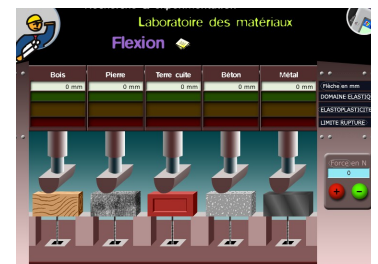 Laboratoire des matériaux
Flexion
Bois Pierre Terre cuite Béton Métal
0 mm 0 mm 0 mm 0 mm 0 mm
Flèche en mm
DOMAINE ELASTIQ
ELASTOPLASTICITE
LIMITE RUPTURE
Force en N
0
+ -